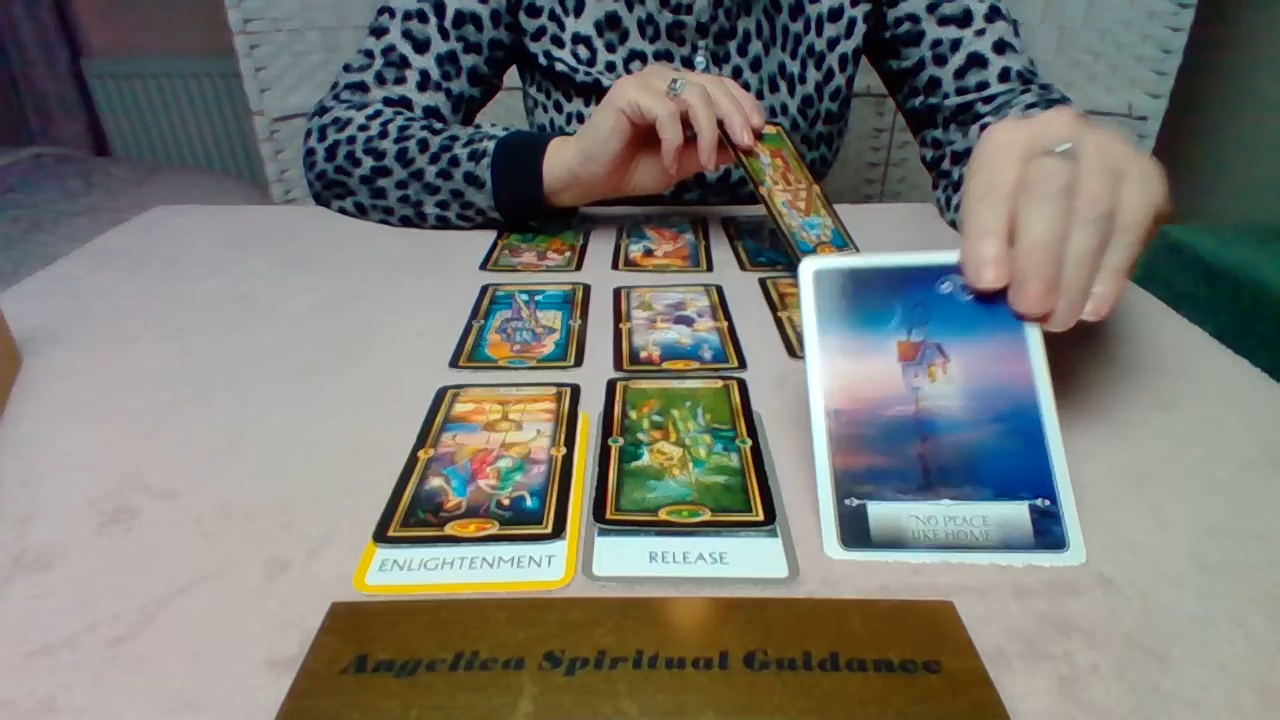 NO PEACE
LIKE HOME
ENLIGHTENMENT
RELEASE
Angelica Spiritual Guidance